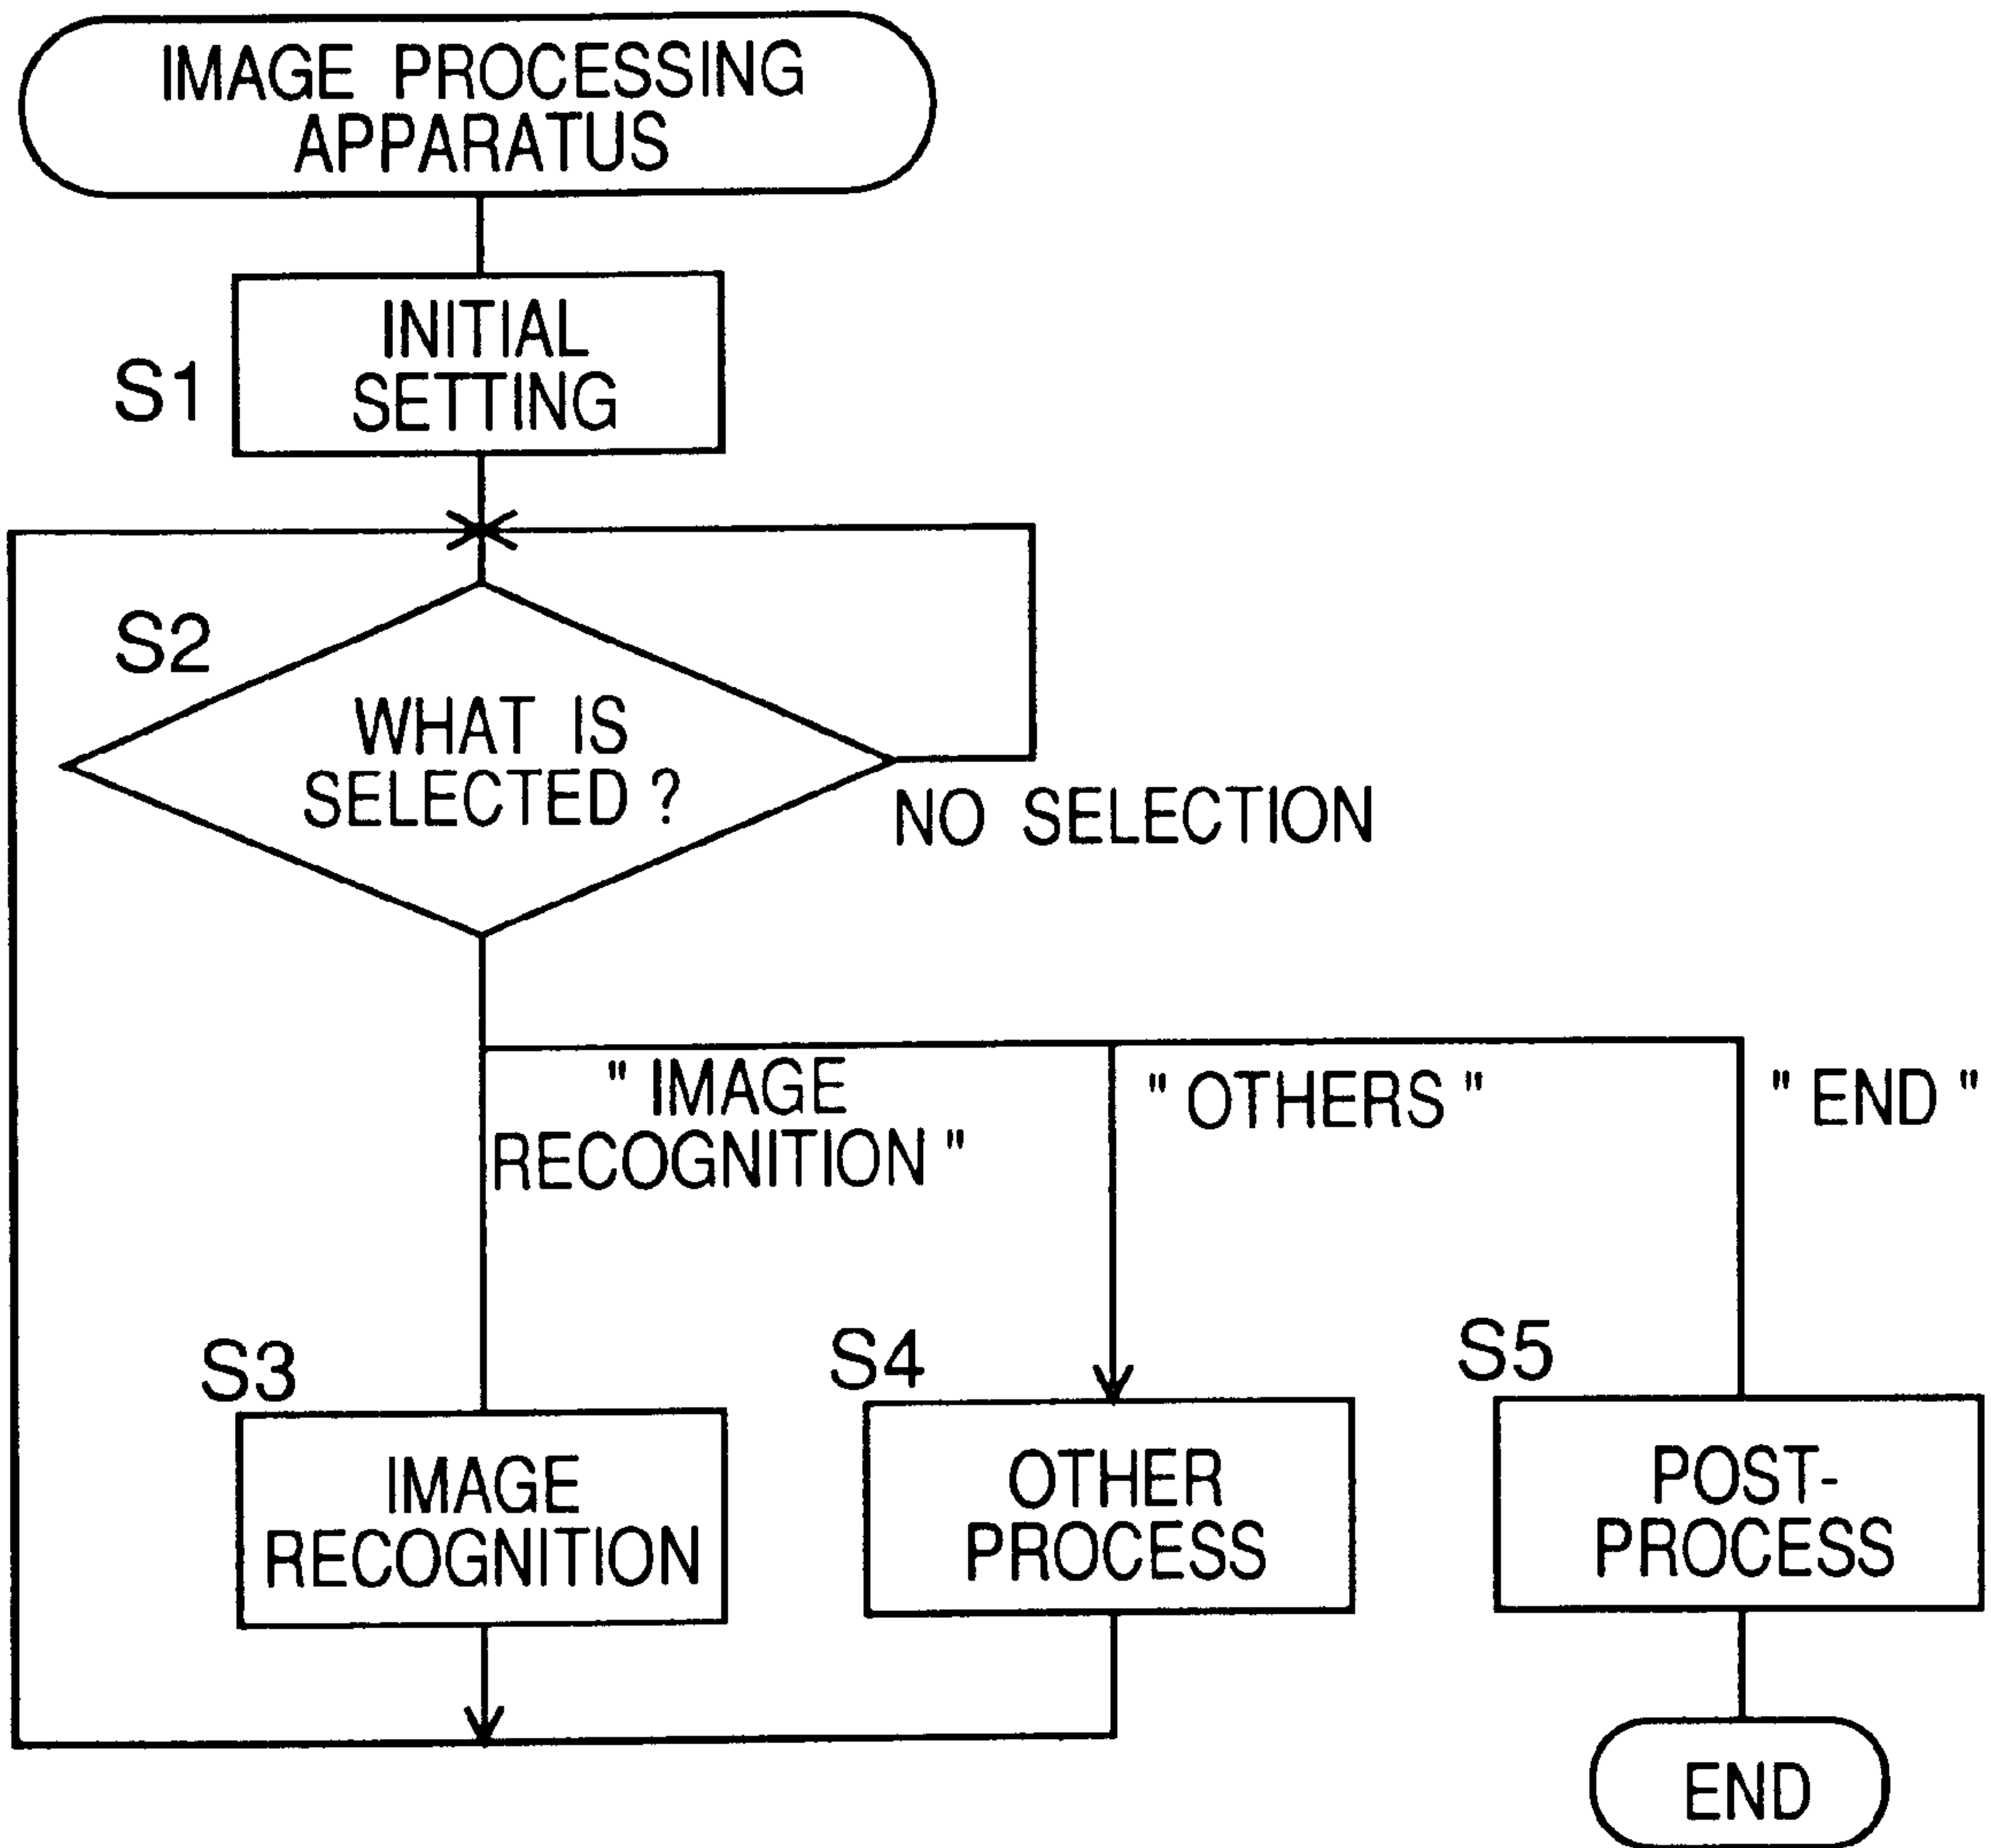 IMAGE PROCESSING
APPARATUS
S1
INITIAL
SETTING
S2
WHAT IS
SELECTED ?
NO SELECTION
" IMAGE
RECOGNITION "
" OTHERS "
" END "
S3
IMAGE
RECOGNITION
S4
OTHER
PROCESS
S5
POST-
PROCESS
END